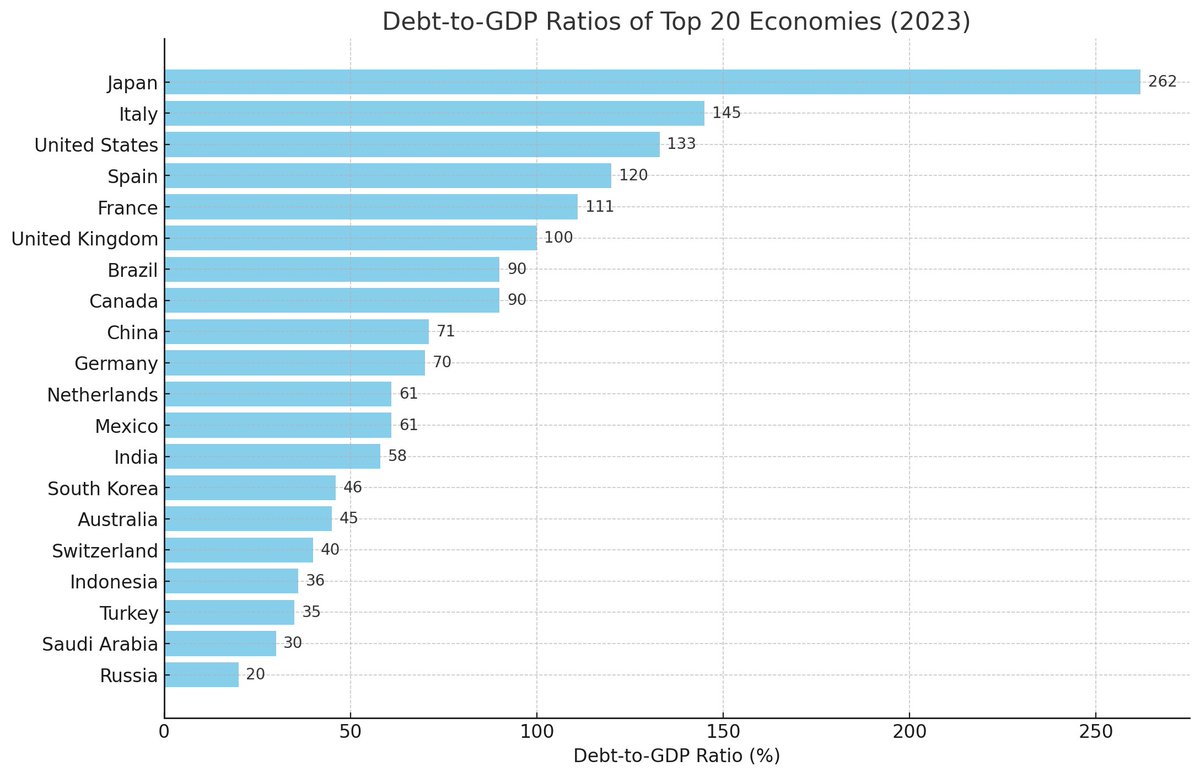 Debt-to-GDP Ratios of Top 20 Economies (2023)
Japan 262
Italy 145
United States 133
Spain 120
France 111
United Kingdom 100
Brazil 90
Canada 90
China 71
Germany 70
Netherlands 61
Mexico 61
India 58
South Korea 46
Australia 45
Switzerland 40
Indonesia 36
Turkey 35
Saudi Arabia 30
Russia 20
0 50 100 150 200 250
Debt-to-GDP Ratio (%)